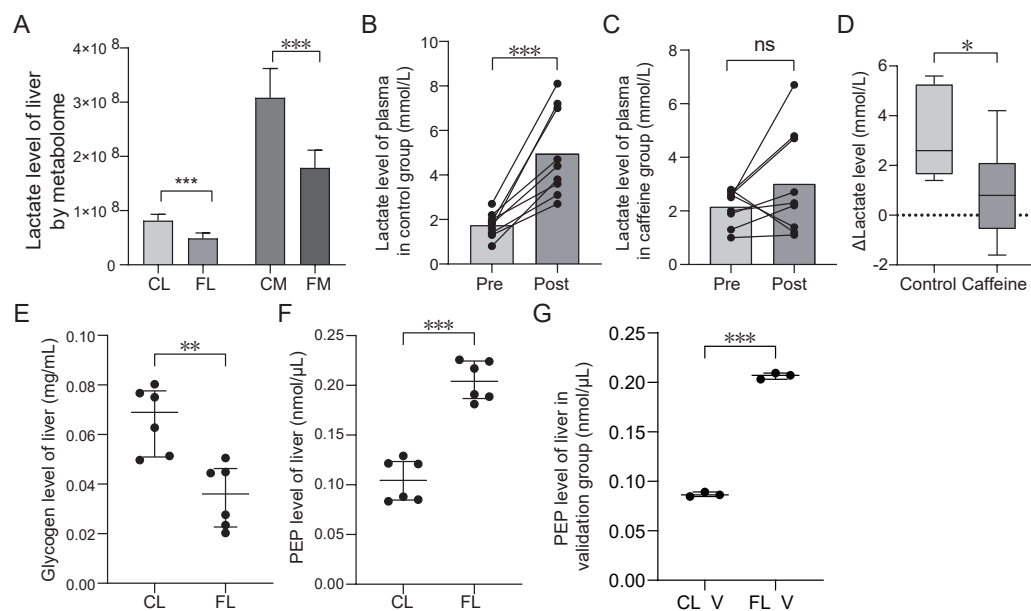 A
Lactate level of liver
by metabolome
4×10 8
3×10 8
2×10 8
1×10 8
0
***
***
CL
FL
CM
FM
B
Lactate level of plasma
in control group (mmol/L)
10
8
6
4
2
0
***
Pre
Post
C
Lactate level of plasma
in caffeine group (mmol/L)
8
6
4
2
0
ns
Pre
Post
D
ΔLactate level (mmol/L)
6
4
2
0
-2
*
Control
Caffeine
E
Glycogen level of liver (mg/mL)
0.10
0.08
0.06
0.04
0.02
0.00
**
CL
FL
F
PEP level of liver (nmol/μL)
0.25
0.20
0.15
0.10
0.05
0.00
***
CL
FL
G
PEP level of liver in
validation group (nmol/μL)
0.25
0.20
0.15
0.10
0.05
0.00
***
CL_V
FL_V